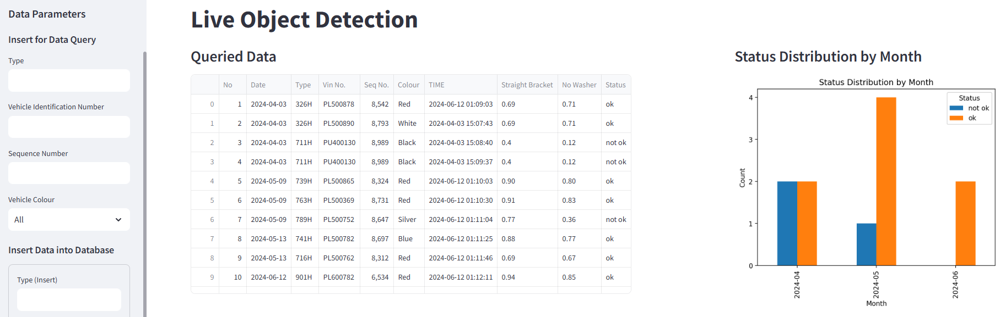 Data Parameters
Insert for Data Query
Type
Vehicle Identification Number
Sequence Number
Vehicle Colour
All
Insert Data into Database
Type (Insert)
Live Object Detection
Queried Data
No Date Type Vin No. Seq No. Colour TIME Straight Bracket No Washer Status
0 1 2024-04-03 326H PL500878 8,542 Red 2024-06-12 01:09:03 0.69 0.71 ok
1 2 2024-04-03 326H PL500890 8,793 White 2024-04-03 15:07:43 0.69 0.71 ok
2 3 2024-04-03 711H PU400130 8,989 Black 2024-04-03 15:08:40 0.4 0.12 not ok
3 4 2024-04-03 711H PU400130 8,989 Black 2024-04-03 15:09:37 0.4 0.12 not ok
4 5 2024-05-09 739H PL500865 8,324 Red 2024-06-12 01:10:03 0.90 0.80 ok
5 6 2024-05-09 763H PL500369 8,731 Red 2024-06-12 01:10:30 0.91 0.83 ok
6 7 2024-05-09 789H PL500752 8,647 Silver 2024-06-12 01:11:04 0.77 0.36 not ok
7 8 2024-05-13 741H PL500782 8,697 Blue 2024-06-12 01:11:25 0.88 0.77 ok
8 9 2024-05-13 716H PL500762 8,312 Red 2024-06-12 01:11:46 0.69 0.67 ok
9 10 2024-06-12 901H PL600782 6,534 Red 2024-06-12 01:12:11 0.94 0.85 ok
Status Distribution by Month
Status Distribution by Month
Status
not ok
ok
4
3
2
1
0
Count
2024-04
2024-05
2024-06
Month